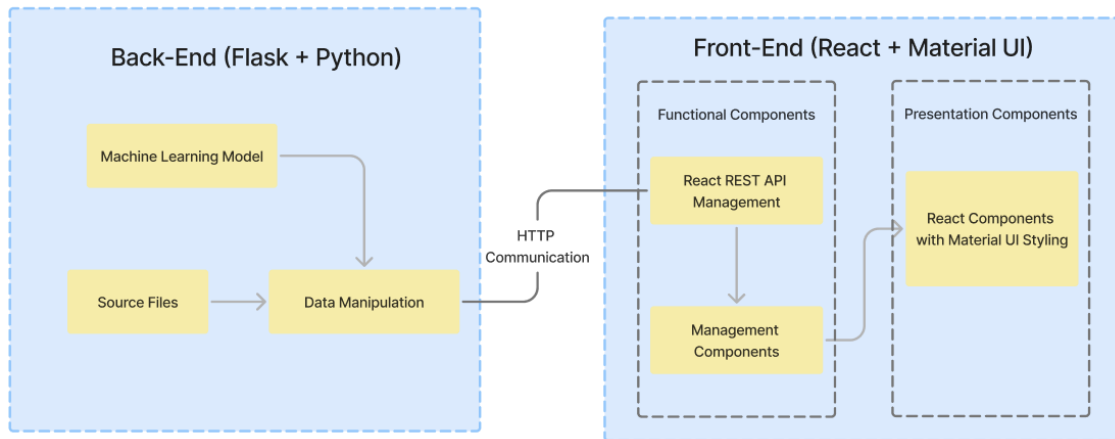 Back-End (Flask + Python)
Machine Learning Model
Source Files
Data Manipulation
HTTP
Communication
Front-End (React + Material UI)
Functional Components
React REST API
Management
Management
Components
Presentation Components
React Components
with Material UI Styling